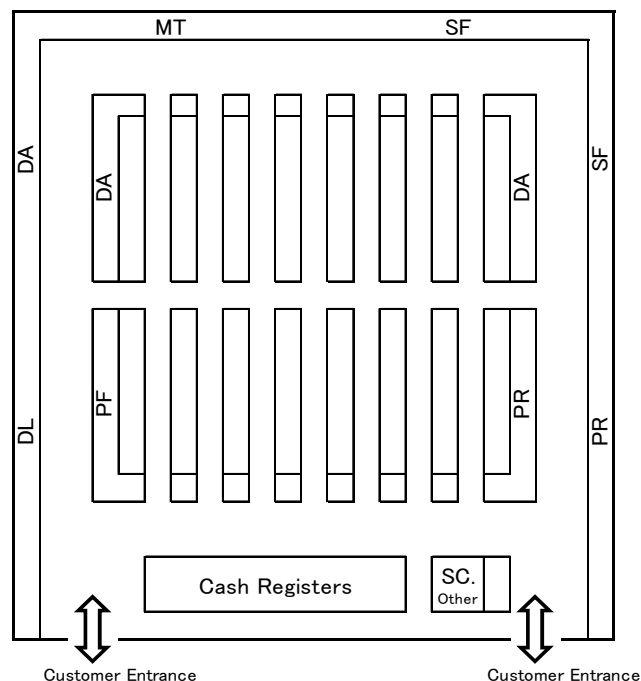 MT
SF
DA
DA
DA
SF
DL
PF
PR
PR
Cash Registers
SC.
Other
Customer Entrance
Customer Entrance